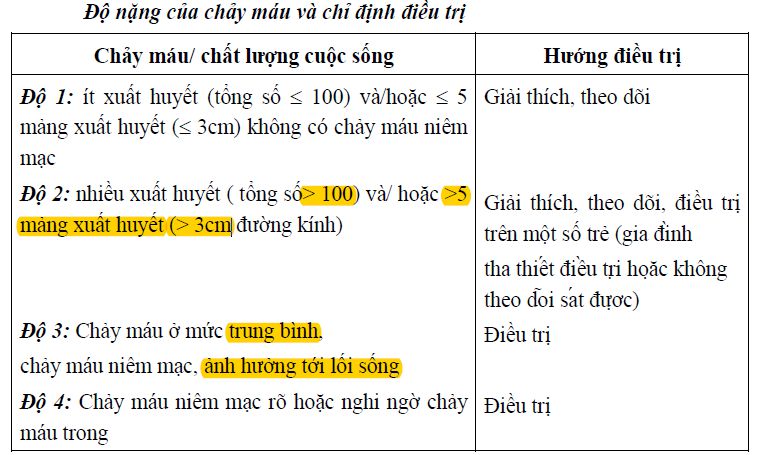 Độ nặng của chảy máu và chỉ định điều trị
Chảy máu/ chất lượng cuộc sống
Hướng điều trị
Độ 1: ít xuất huyết (tổng số ≤ 100) và/hoặc ≤ 5
mảng xuất huyết (≤ 3cm) không có chảy máu niêm
mạc
Giải thích, theo dõi
Độ 2: nhiều xuất huyết ( tổng số> 100) và/ hoặc >5
mảng xuất huyết (> 3cm đường kính)
Giải thích, theo dõi, điều trị
trên một số trẻ (gia đình
tha thiết điều trị hoặc không
theo dõi sát được)
Độ 3: Chảy máu ở mức trung bình,
chảy máu niêm mạc, ảnh hưởng tới lối sống
Điều trị
Độ 4: Chảy máu niêm mạc rõ hoặc nghi ngờ chảy
máu trong
Điều trị